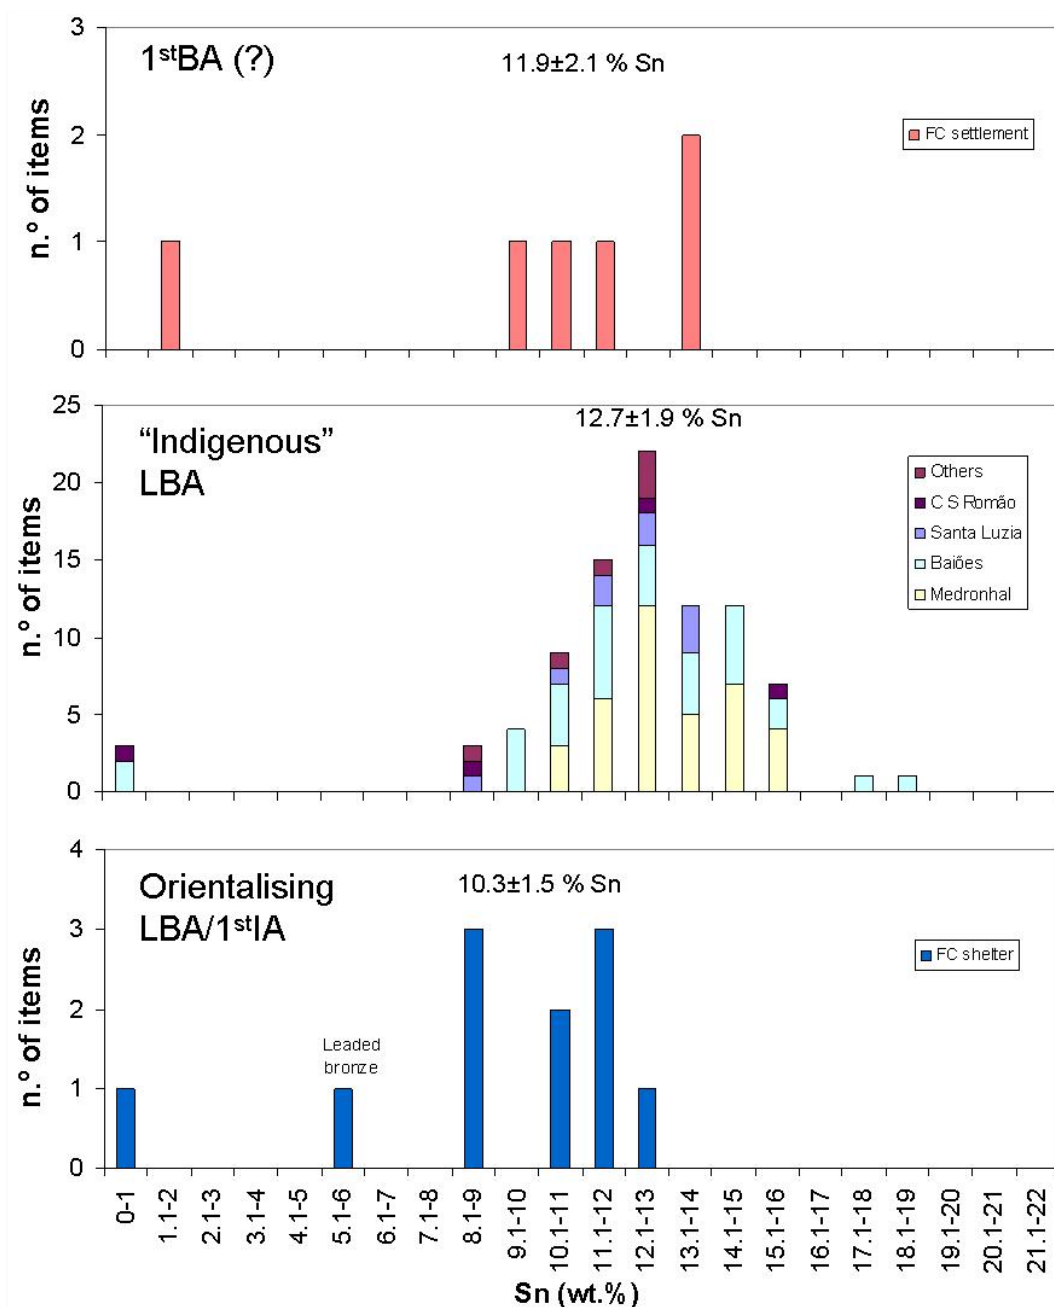 3
1stBA (?)
11.9±2.1 % Sn
n.º of items
2
FC settlement
1
0
25
12.7±1.9 % Sn
“Indigenous”
LBA
n.º of items
20
Others
C S Romão
Santa Luzia
Baiões
Medronhal
15
10
5
0
4
Orientalising
LBA/1stIA
10.3±1.5 % Sn
n.º of items
3
FC shelter
2
Leaded
bronze
1
0
0-1
1.1-2
2.1-3
3.1-4
4.1-5
5.1-6
6.1-7
7.1-8
8.1-9
9.1-10
10.1-11
11.1-12
12.1-13
13.1-14
14.1-15
15.1-16
16.1-17
17.1-18
18.1-19
19.1-20
20.1-21
21.1-22
Sn (wt.%)